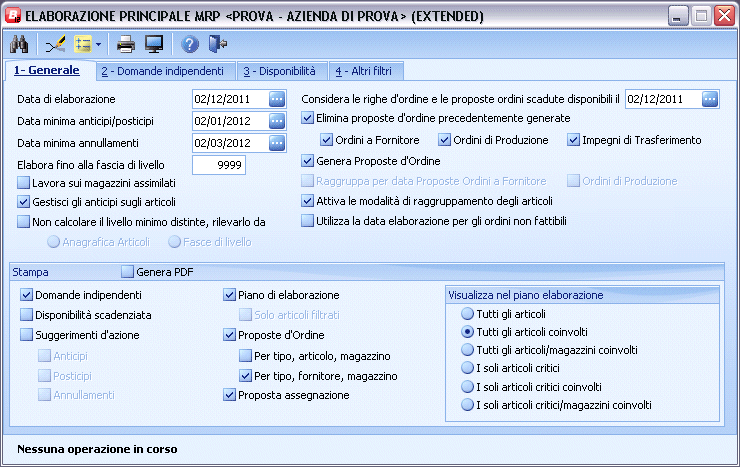 ELABORAZIONE PRINCIPALE MRP <PROVA - AZIENDA DI PROVA> (EXTENDED)
1- Generale
2 - Domande indipendenti
3 - Disponibilità
4 - Altri filtri
Data di elaborazione
02/12/2011
Considera le righe d'ordine e le proposte ordini scadute disponibili il
02/12/2011
Data minima anticipi/posticipi
02/01/2012
Elimina proposte d'ordine precedentemente generate
Data minima annullamenti
02/03/2012
Ordini a Fornitore
Ordini di Produzione
Impegni di Trasferimento
Elabora fino alla fascia di livello
9999
Genera Proposte d'Ordine
Lavora sui magazzini assimilati
Raggruppa per data Proposte Ordini a Fornitore
Ordini di Produzione
Gestisci gli anticipi sugli articoli
Attiva le modalità di raggruppamento degli articoli
Non calcolare il livello minimo distinte, rilevarlo da
Utilizza la data elaborazione per gli ordini non fattibili
Anagrafica Articoli
Fasce di livello
Stampa
Genera PDF
Domande indipendenti
Disponibilità scadenziata
Suggerimenti d'azione
Anticipi
Posticipi
Annullamenti
Piano di elaborazione
Solo articoli filtrati
Proposte d'Ordine
Per tipo, articolo, magazzino
Per tipo, fornitore, magazzino
Proposta assegnazione
Visualizza nel piano elaborazione
Tutti gli articoli
Tutti gli articoli coinvolti
Tutti gli articoli/magazzini coinvolti
I soli articoli critici
I soli articoli critici coinvolti
I soli articoli critici/magazzini coinvolti
Nessuna operazione in corso